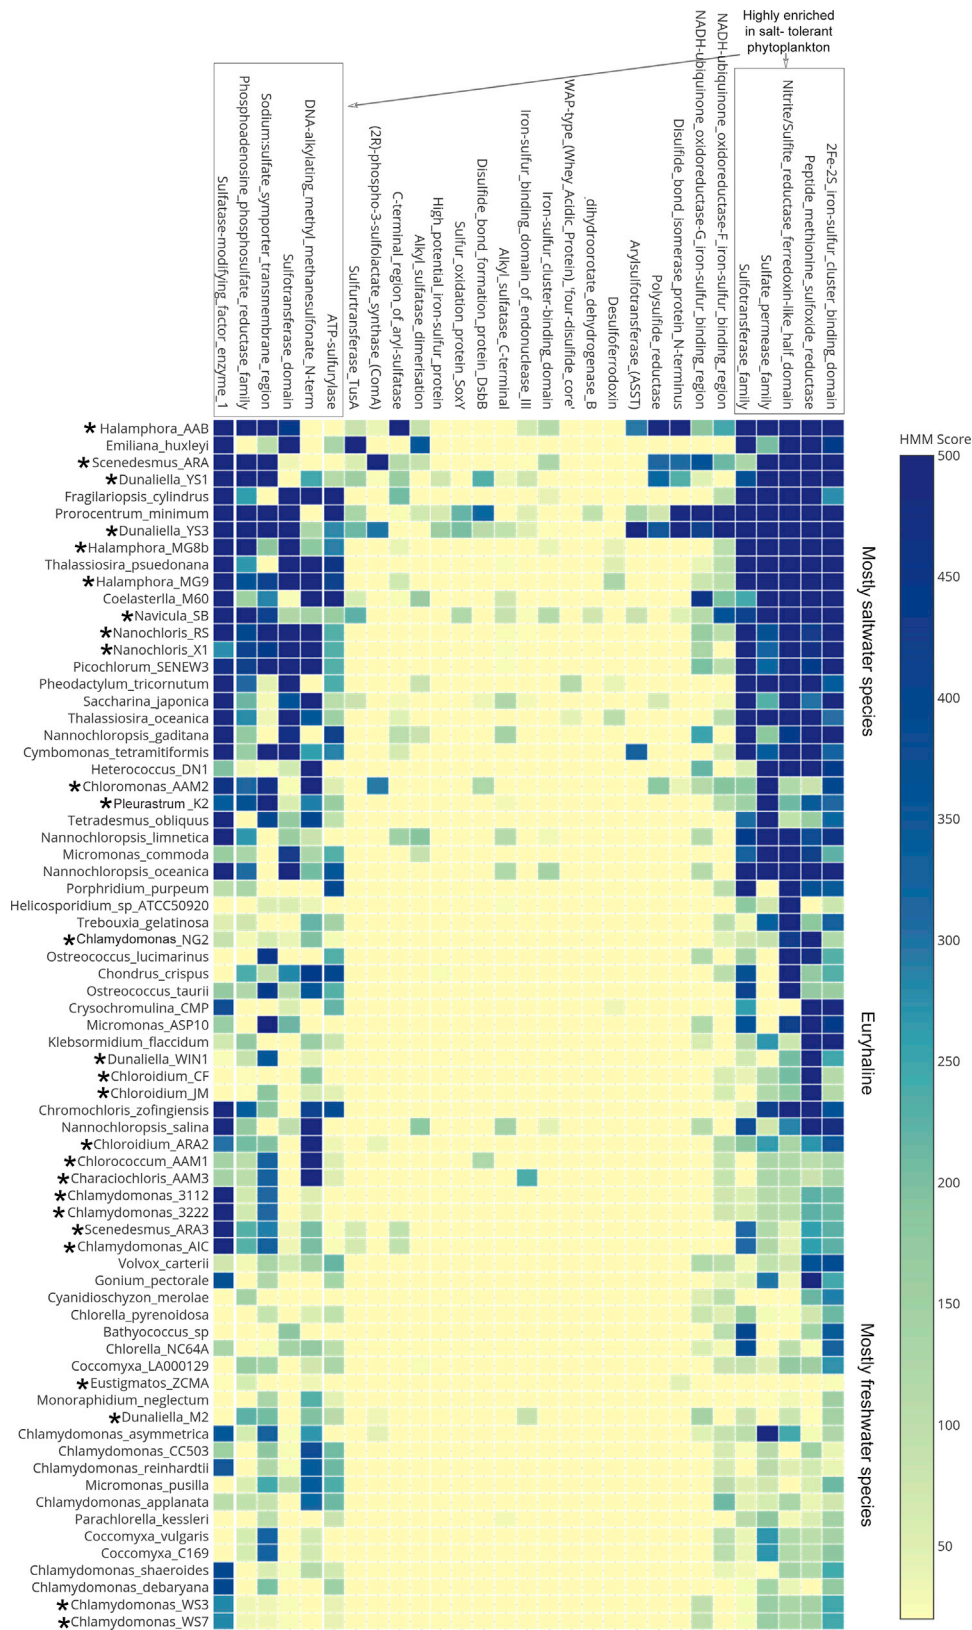 Highly enriched
in salt- tolerant
phytoplankton
Sulfatase-modifying_factor_enzyme_1
Phosphoadenosine_phosphosulfate_reductase_family
Sodium:sulfate_symporter_transmembrane_region
Sulfotransferase_domain
DNA-alkylating_methyl_methanesulfonate_N-term
ATP-sulfurylase
Sulfurtransferase_TusA
(2R)-phospho-3-sulfolactate_synthase_(ComA)
C-terminal_region_of_aryl-sulfatase
Alkyl_sulfatase_dimerisation
High_potential_iron-sulfur_protein
Sulfur_oxidation_protein_SoxY
Disulfide_bond_formation_protein_DsbB
Alkyl_sulfatase_C-terminal
Iron-sulfur_binding_domain_of_endonuclease_III
Iron-sulfur_cluster-binding_domain
WAP-type_(Whey_Acidic_Protein)_'four-disulfide_core'
_dihydroorotate_dehydrogenase_B
Desulfoferrodoxin
Arylsulfotransferase_(ASST)
Polysulfide_reductase
Disulfide_bond_isomerase_protein_N-terminus
NADH-ubiquinone_oxidoreductase-G_iron-sulfur_binding_region
NADH_ubiquinone_oxidoreductase-F_iron-sulfur_binding_region
Sulfotransferase_family
Sulfate_permease_family
Nitrite/Sulfite_reductase_ferredoxin-like_half_domain
Peptide_methionine_sulfoxide_reductase
2Fe-2S_iron-sulfur_cluster_binding_domain
*Halamphora_AAB
Emiliana_huxleyi
*Scenedesmus_ARA
*Dunaliella_YS1
Fragilariopsis_cylindrus
Prorocentrum_minimum
*Dunaliella_YS3
*Halamphora_MG8b
Thalassiosira_psuedonana
*Halamphora_MG9
Coelasterlla_M60
*Navicula_SB
*Nanochloris_RS
*Nanochloris_X1
Picochlorum_SENEW3
Pheodactylum_tricornutum
Saccharina_japonica
Thalassiosira_oceanica
Nannochloropsis_gaditana
Cymbomonas_tetramitiformis
Heterococcus_DN1
*Chloromonas_AAM2
*Pleurastrum_K2
Tetradesmus_obliquus
Nannochloropsis_limnetica
Micromonas_commoda
Nannochloropsis_oceanica
Porphridium_purpeum
Helicosporidium_sp_ATCC50920
Trebouxia_gelatinosa
*Chlamydomonas_NG2
Ostreococcus_lucimarinus
Chondrus_crispus
Ostreococcus_taurii
Crysochromulina_CMP
Micromonas_ASP10
Klebsormidium_flaccidum
*Dunaliella_WIN1
*Chloroidium_CF
*Chloroidium_JM
Chromochloris_zofingiensis
Nannochloropsis_salina
*Chloroidium_ARA2
*Chlorococcum_AAM1
*Characiochloris_AAM3
*Chlamydomonas_3112
*Chlamydomonas_3222
*Scenedesmus_ARA3
*Chlamydomonas_AIC
Volvox_carterii
Gonium_pectorale
Cyanidioschyzon_merolae
Chlorella_pyrenoidosa
Bathyococcus_sp
Chlorella_NC64A
Coccomyxa_LA000129
*Eustigmatos_ZCMA
Monoraphidium_neglectum
*Dunaliella_M2
Chlamydomonas_asymmetrica
Chlamydomonas_CC503
Chlamydomonas_reinhardtii
Micromonas_pusilla
Chlamydomonas_applanata
Parachlorella_kessleri
Coccomyxa_vulgaris
Coccomyxa_C169
Chlamydomonas_shaeroides
Chlamydomonas_debaryana
*Chlamydomonas_WS3
*Chlamydomonas_WS7
Mostly saltwater species
Euryhaline
Mostly freshwater species
HMM Score
500
450
400
350
300
250
200
150
100
50